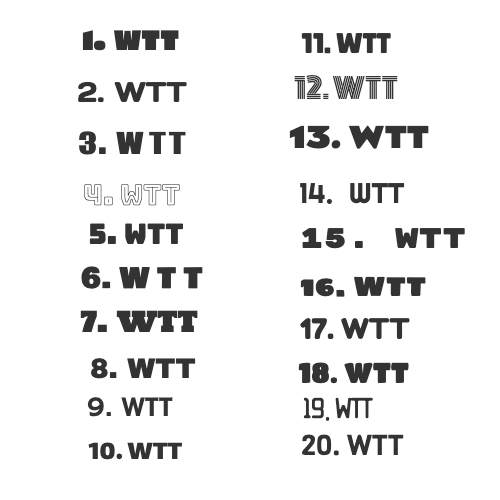 1. WTT
2. WTT
3. WTT
4. WTT
5. WTT
6. WTT
7. WTT
8. WTT
9. WTT
10. WTT
11. WTT
12. WTT
13. WTT
14. WTT
15. WTT
16. WTT
17. WTT
18. WTT
19. WTT
20. WTT